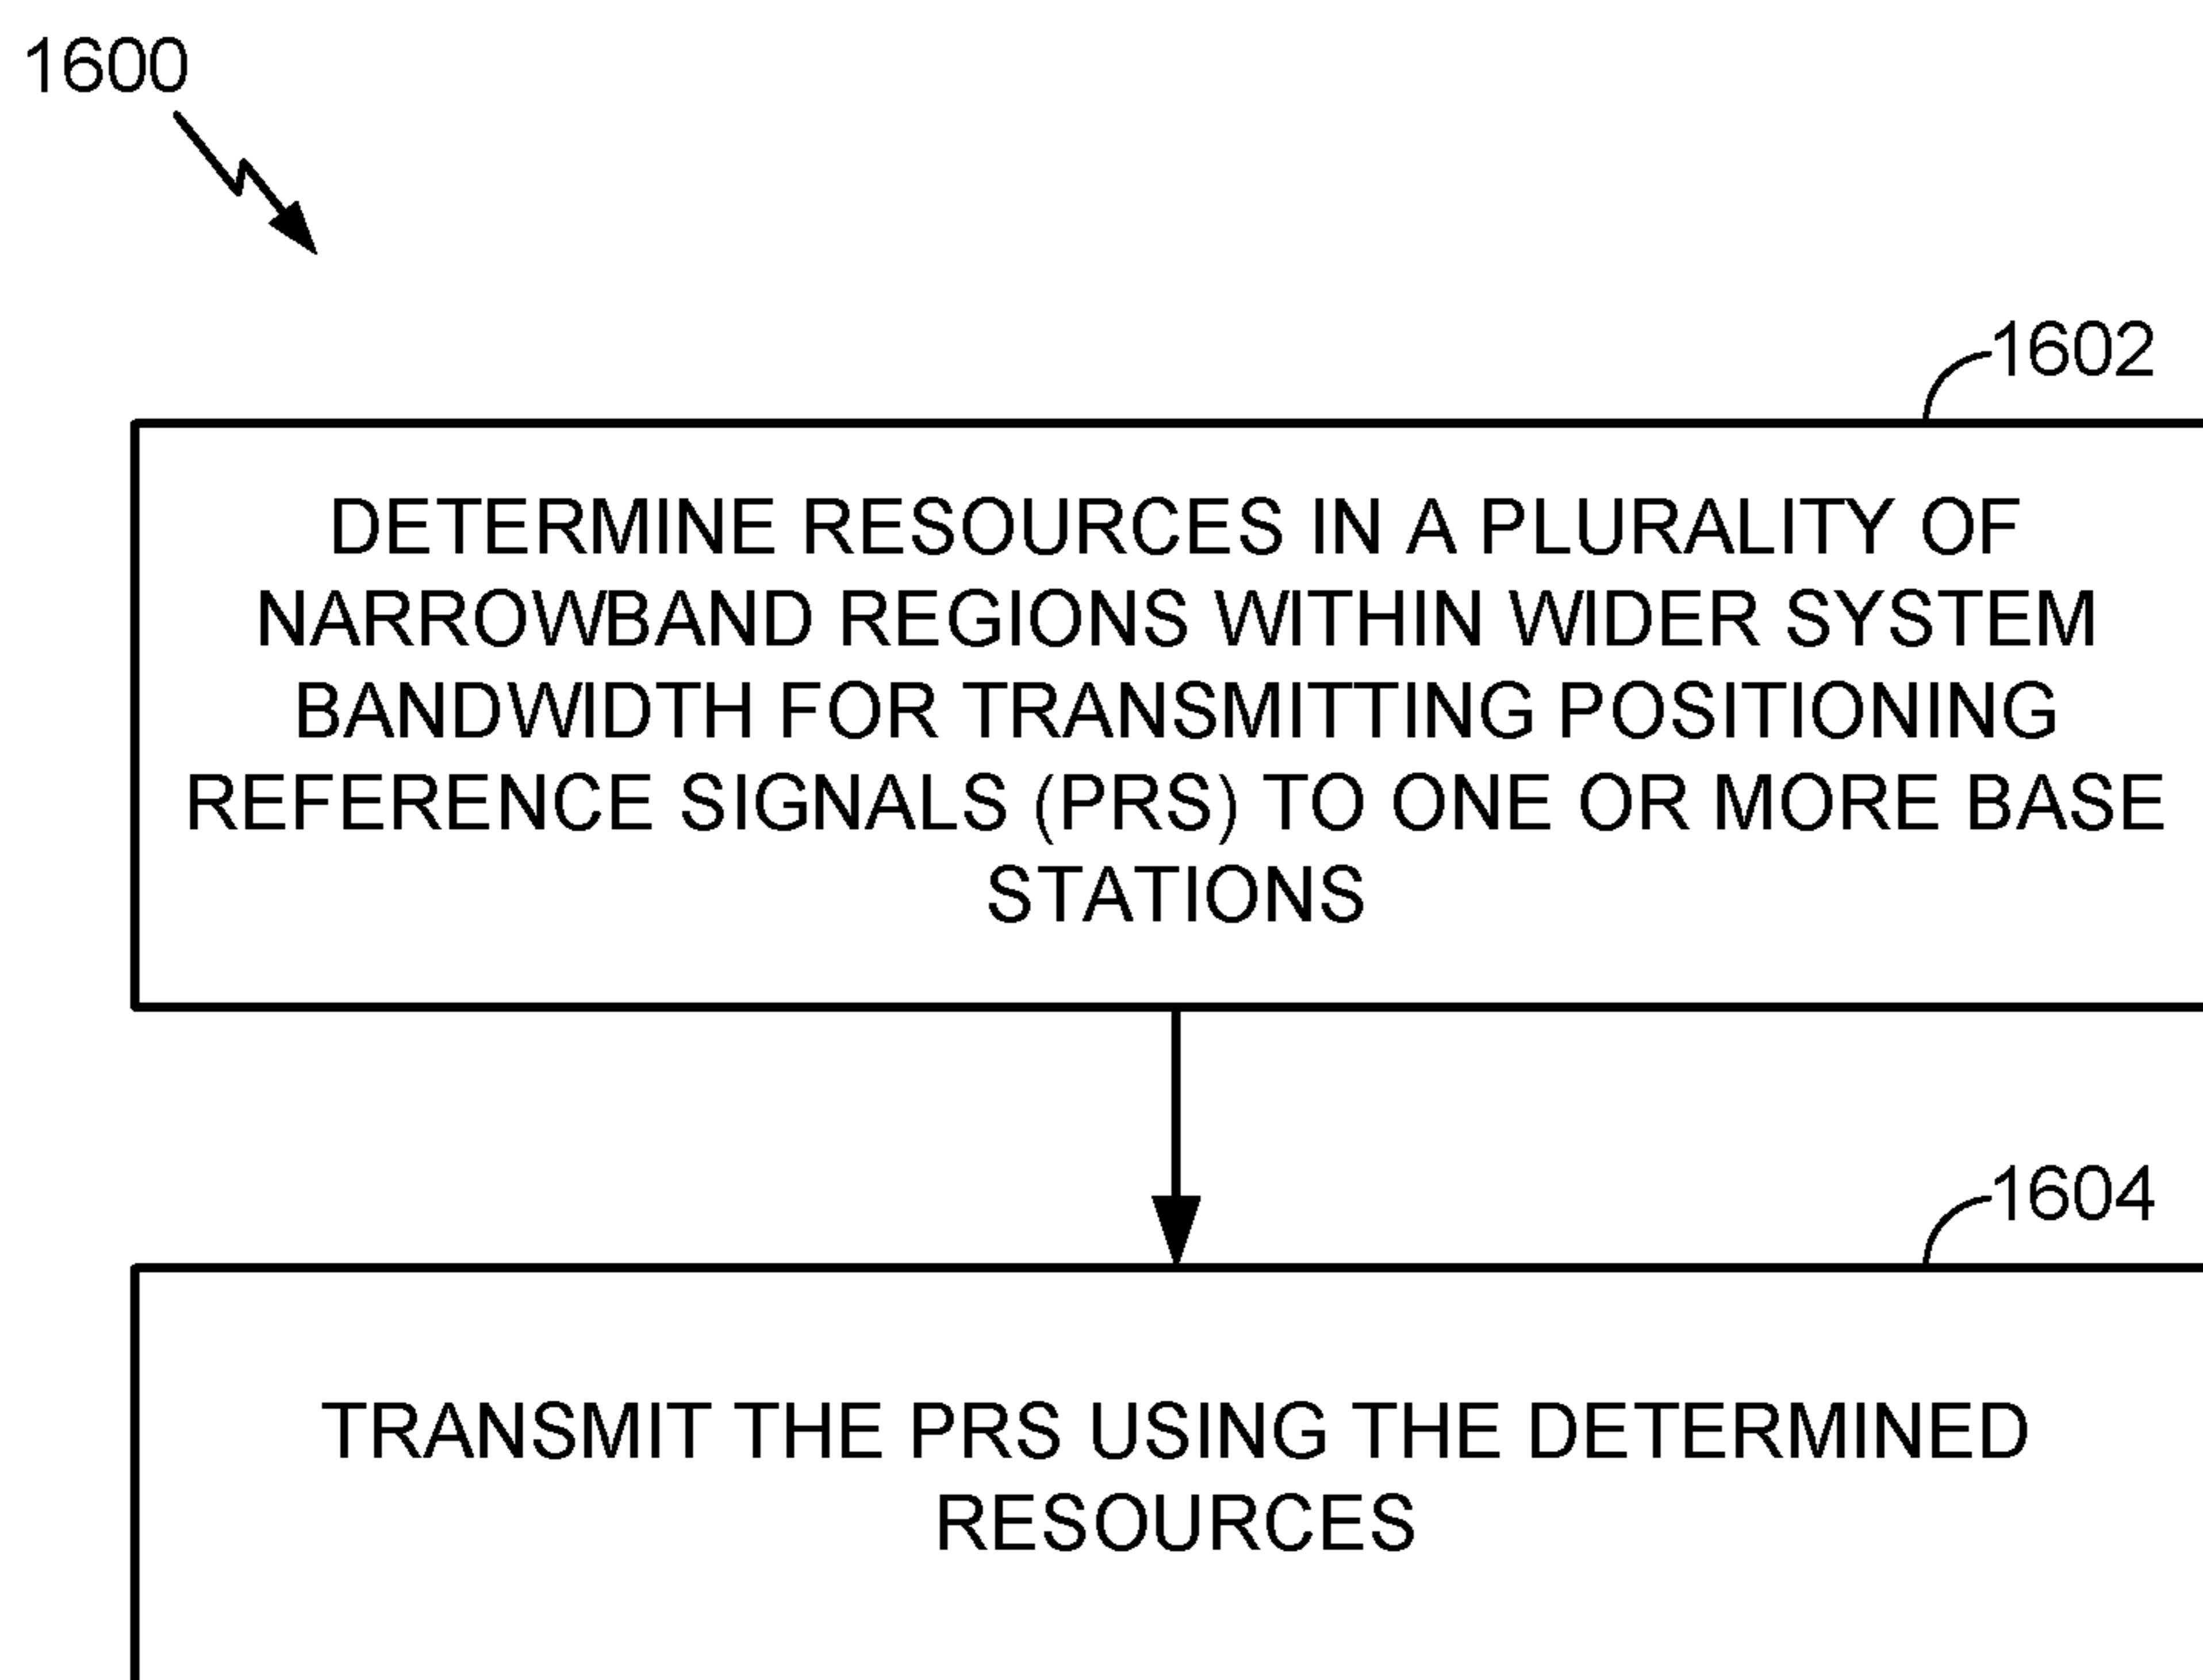 1600
1602
DETERMINE RESOURCES IN A PLURALITY OF
NARROWBAND REGIONS WITHIN WIDER SYSTEM
BANDWIDTH FOR TRANSMITTING POSITIONING
REFERENCE SIGNALS (PRS) TO ONE OR MORE BASE
STATIONS
1604
TRANSMIT THE PRS USING THE DETERMINED
RESOURCES